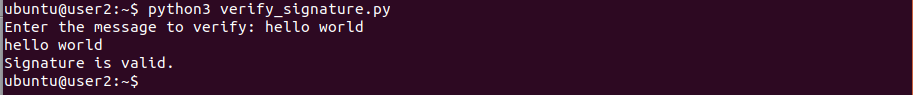 ubuntu@user2:~$ python3 verify_signature.py
Enter the message to verify: hello world
hello world
Signature is valid.
ubuntu@user2:~$